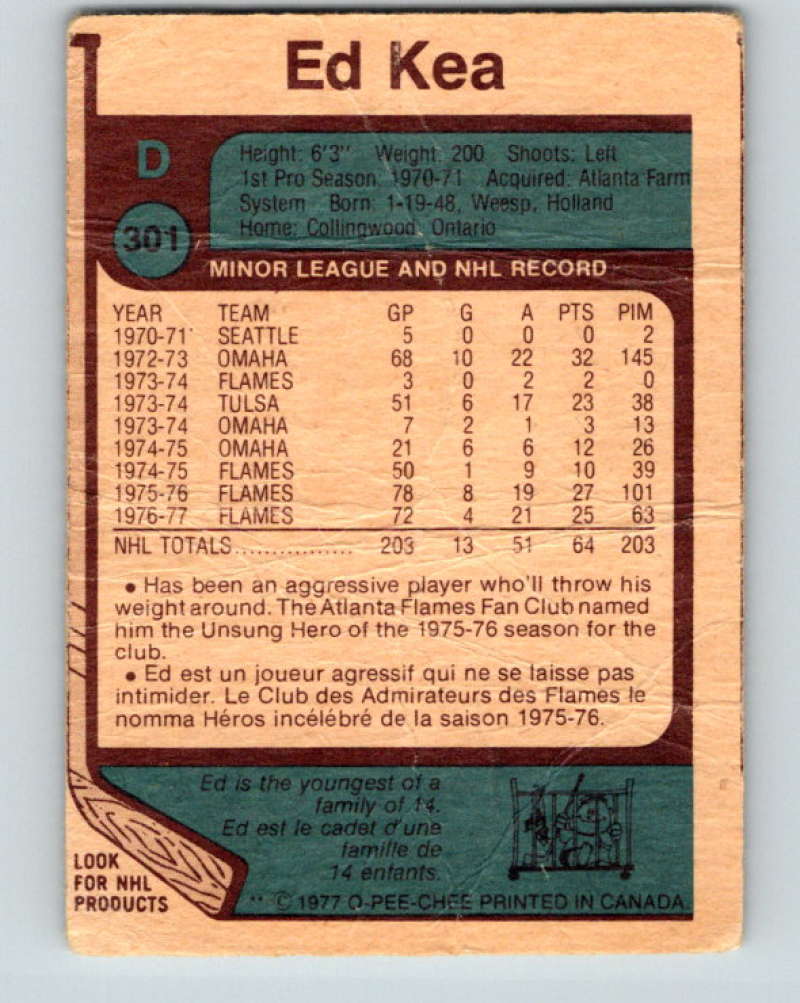 Ed Kea
D
301
Height: 6'3" Weight: 200 Shoots: Left
1st Pro Season: 1970-71 Acquired: Atlanta Farm
System Born: 1-19-48, Weesp, Holland
Home: Collingwood, Ontario
MINOR LEAGUE AND NHL RECORD
YEAR TEAM GP G A PTS PIM
1970-71 SEATTLE 5 0 0 0 2
1972-73 OMAHA 68 10 22 32 145
1973-74 FLAMES 3 0 2 2 0
1973-74 TULSA 51 6 17 23 38
1973-74 OMAHA 7 2 1 3 13
1974-75 OMAHA 21 6 6 12 26
1974-75 FLAMES 50 1 9 10 39
1975-76 FLAMES 78 8 19 27 101
1976-77 FLAMES 72 4 21 25 63
NHL TOTALS................ 203 13 51 64 203
• Has been an aggressive player who'll throw his
weight around. The Atlanta Flames Fan Club named
him the Unsung Hero of the 1975-76 season for the
club.
• Ed est un joueur agressif qui ne se laisse pas
intimider. Le Club des Admirateurs des Flames le
nomma Héros incélébré de la saison 1975-76.
Ed is the youngest of a
family of 14.
Ed est le cadet d'une
famille de
14 enfants.
LOOK
FOR NHL
PRODUCTS
** © 1977 O-PEE-CHEE PRINTED IN CANADA